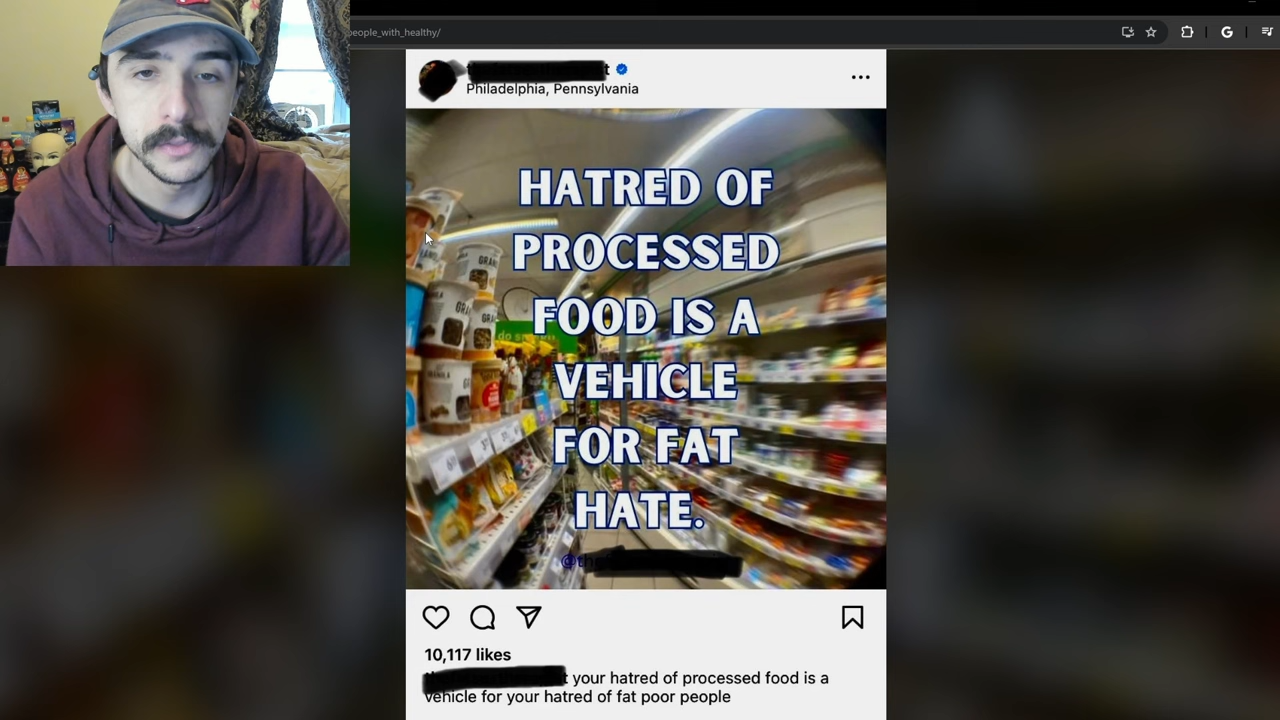 people_with_healthy/
Philadelphia, Pennsylvania
HATRED OF
PROCESSED
FOOD IS A
VEHICLE
FOR FAT
HATE.
10,117 likes
your hatred of processed food is a
vehicle for your hatred of fat poor people